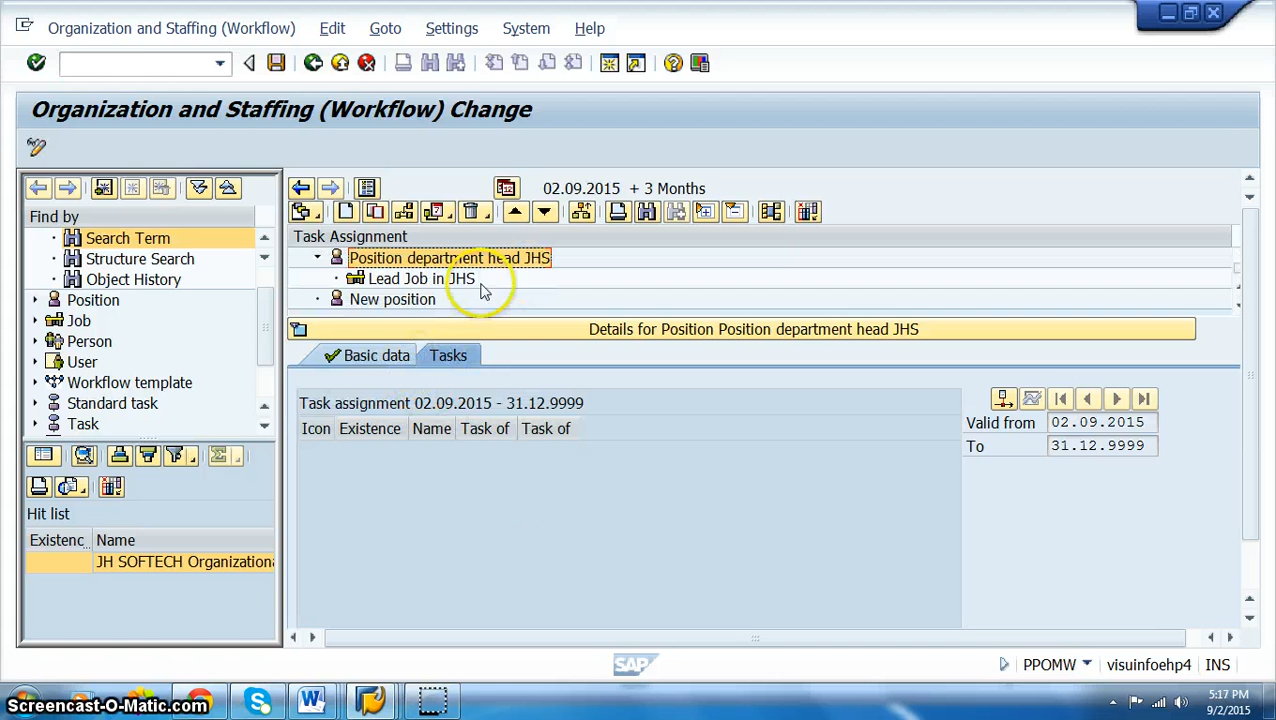 Organization and Staffing (Workflow) Edit Goto Settings System Help
Organization and Staffing (Workflow) Change
02.09.2015 + 3 Months
Find by
Search Term
Structure Search
Object History
Position
Job
Person
User
Workflow template
Standard task
Task
Hit list
Existenc... Name
JH SOFTECH Organizationa
Task Assignment
Position department head JHS
Lead Job in JHS
New position
Details for Position Position department head JHS
Basic data Tasks
Task assignment 02.09.2015 - 31.12.9999
Icon Existence Name Task of Task of
Valid from 02.09.2015
To 31.12.9999
SAP
PPOMW visuinfoehp4 INS
Screencast-O-Matic.com
5:17 PM
9/2/2015